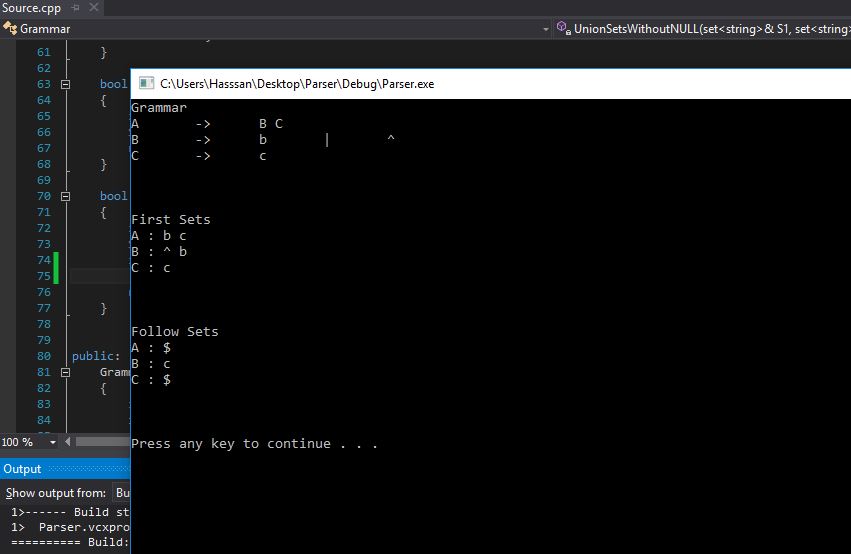 Source.cpp
Grammar UnionSetsWithoutNULL(set<string>& S1, set<string>
61 }
62
63 bool
C:\Users\Hasssan\Desktop\Parser\Debug\Parser.exe
64 {
65
66
67
68 }
69
70 bool
71 {
72
73
74
75
76
77 }
78
79
80 public:
81 Gram
82 {
83
84
Grammar
A -> B C
B -> b | ^
C -> c
First Sets
A : b c
B : ^ b
C : c
Follow Sets
A : $
B : c
C : $
Press any key to continue . . .
100 %
Output
Show output from: Bu
1>------ Build st
1> Parser.vcxpro
========== Build: